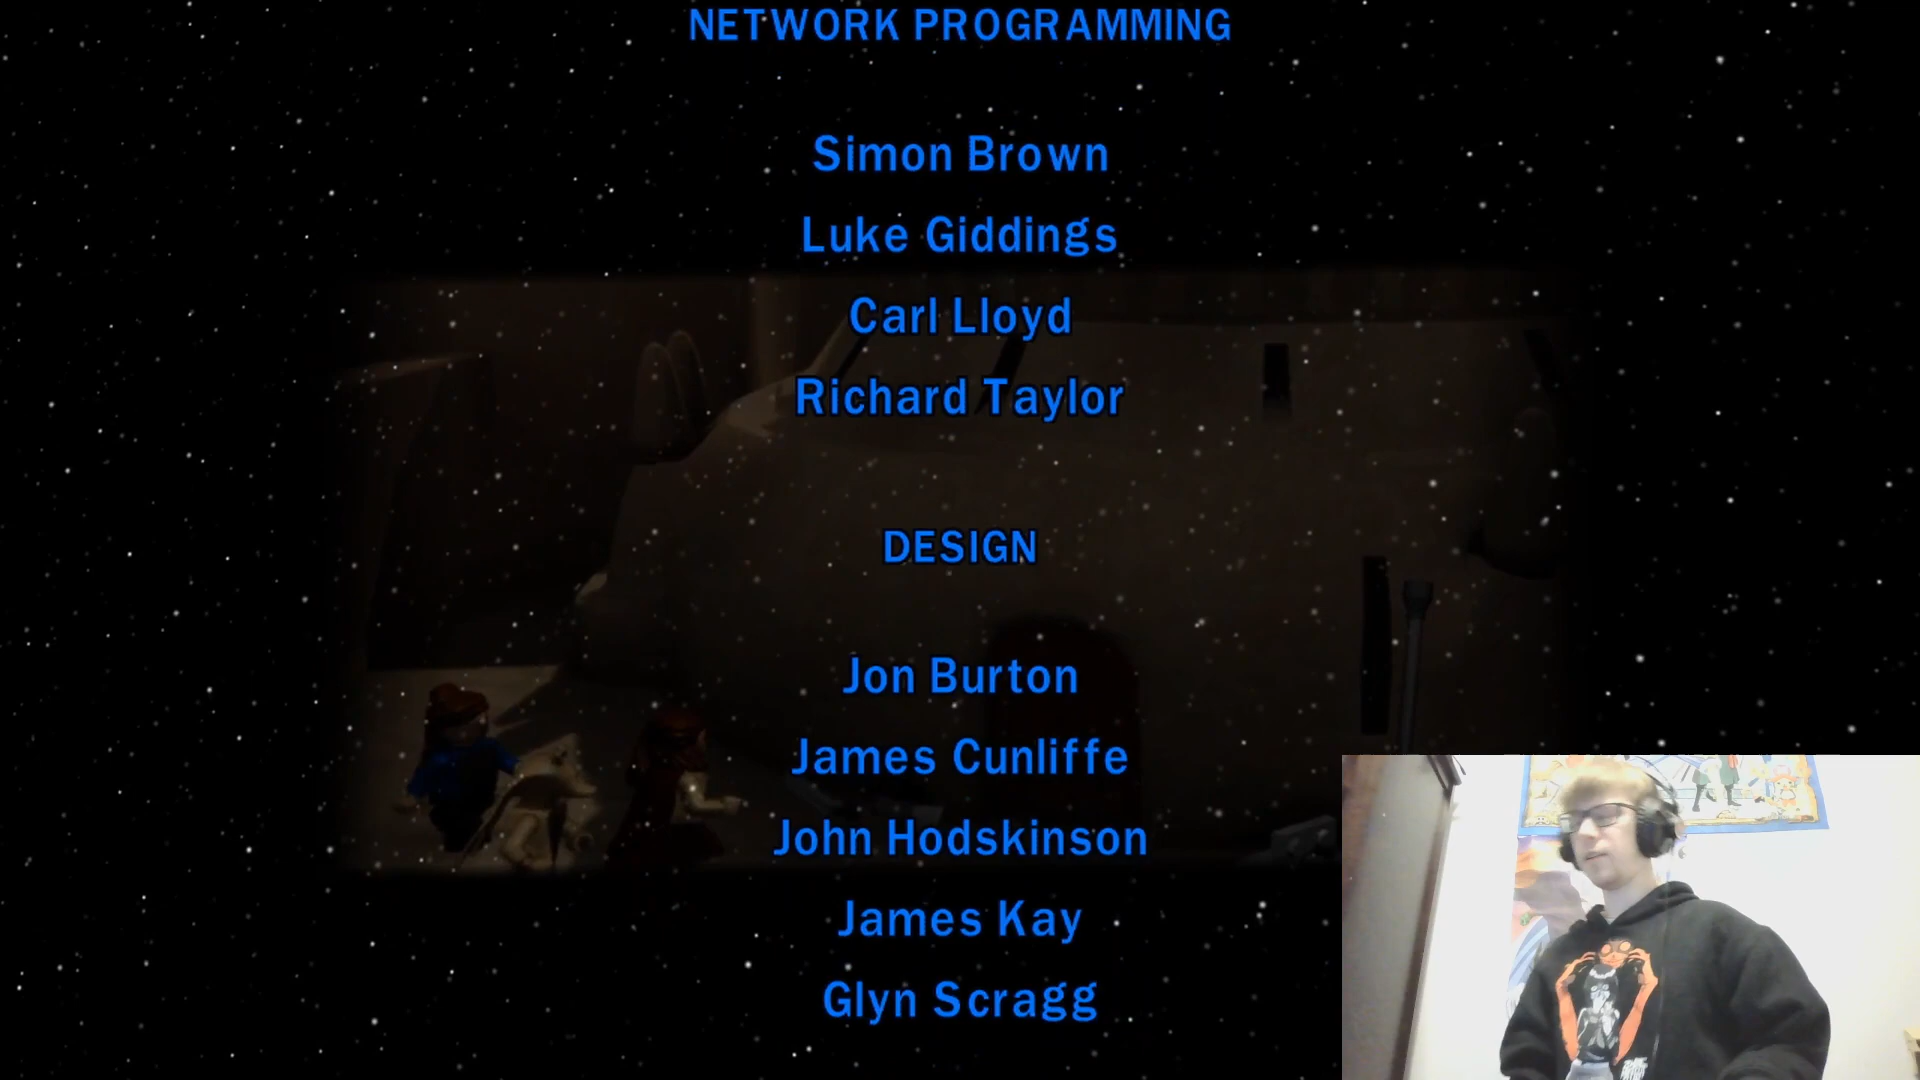 NETWORK PROGRAMMING
Simon Brown
Luke Giddings
Carl Lloyd
Richard Taylor
DESIGN
Jon Burton
James Cunliffe
John Hodskinson
James Kay
Glyn Scragg